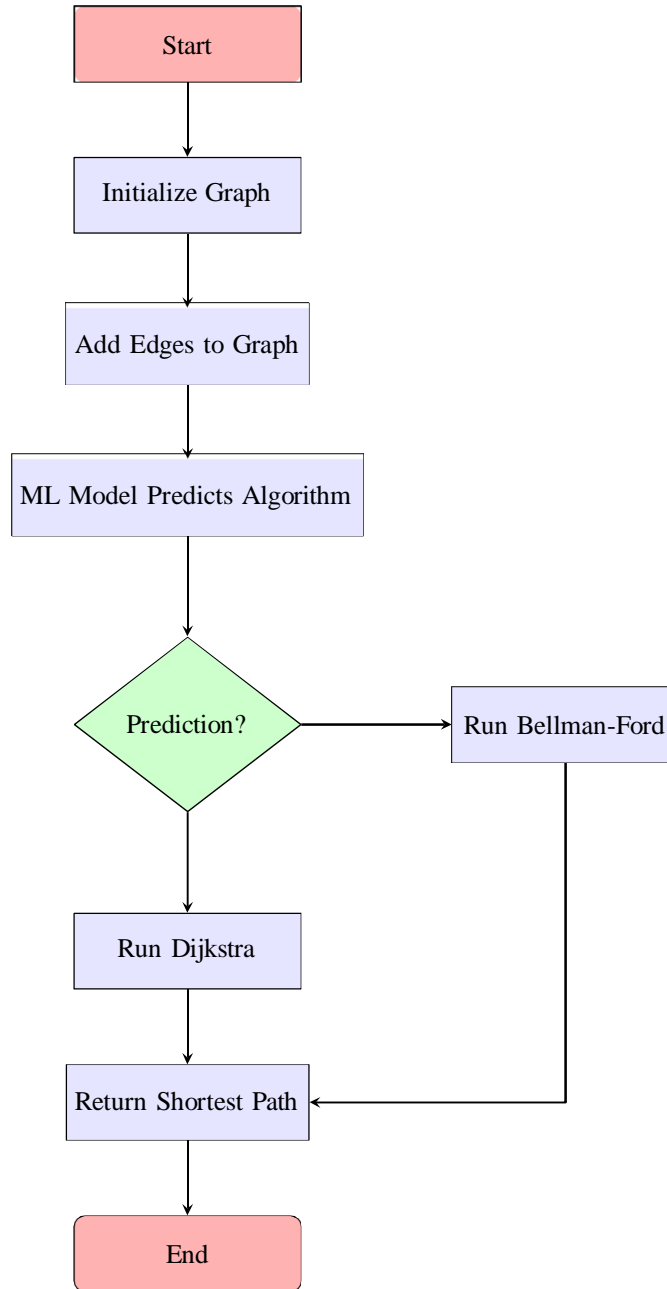 Start
Initialize Graph
Add Edges to Graph
ML Model Predicts Algorithm
Prediction?
Run Bellman-Ford
Run Dijkstra
Return Shortest Path
End